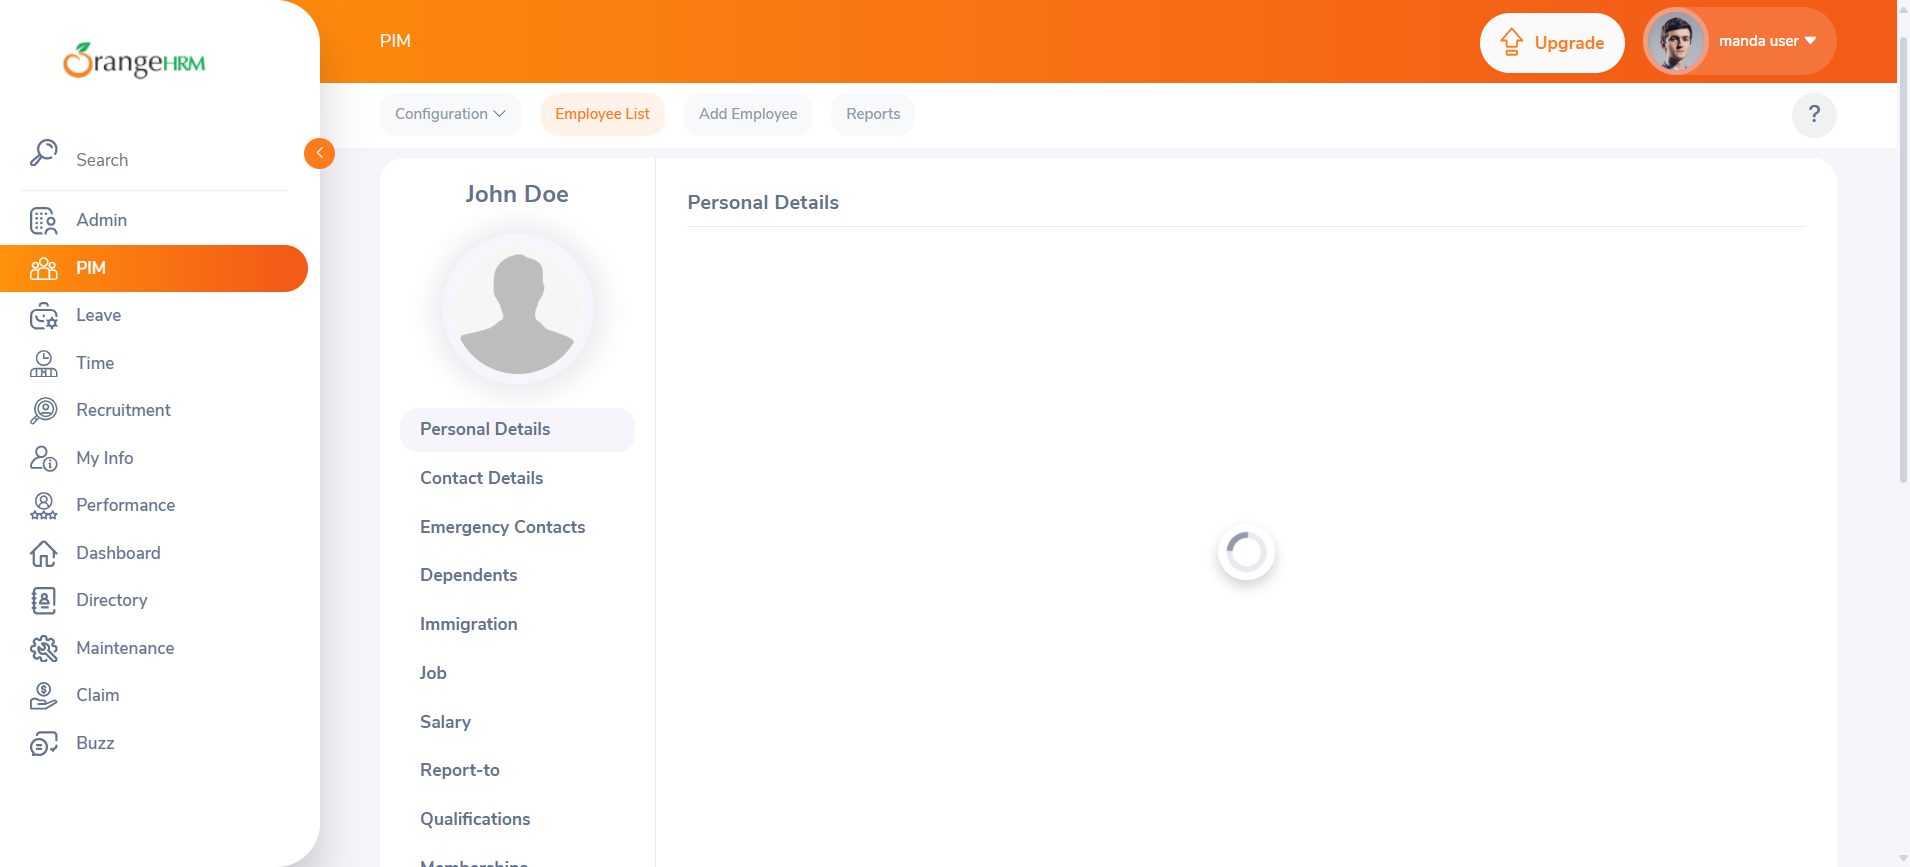 OrangeHRM
Search
Admin
PIM
Leave
Time
Recruitment
My Info
Performance
Dashboard
Directory
Maintenance
Claim
Buzz
PIM
Upgrade
manda user
Configuration
Employee List
Add Employee
Reports
?
John Doe
Personal Details
Contact Details
Emergency Contacts
Dependents
Immigration
Job
Salary
Report-to
Qualifications
Memberships
Personal Details